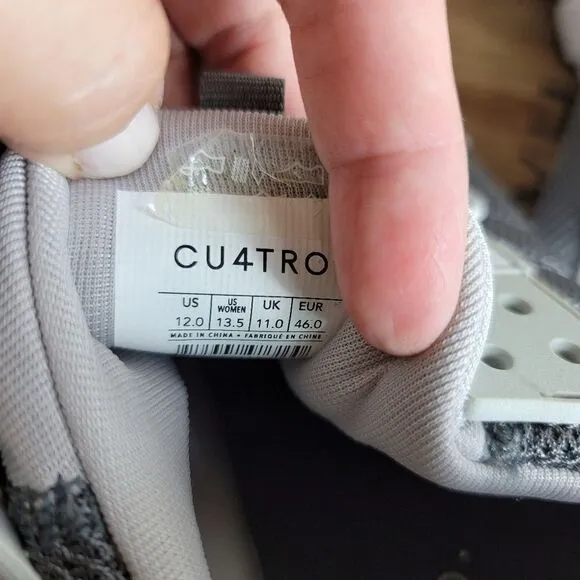 CU4TRO
US US WOMEN UK EUR
12.0 13.5 11.0 46.0
MADE IN CHINA • FABRIQUÉ EN CHINE